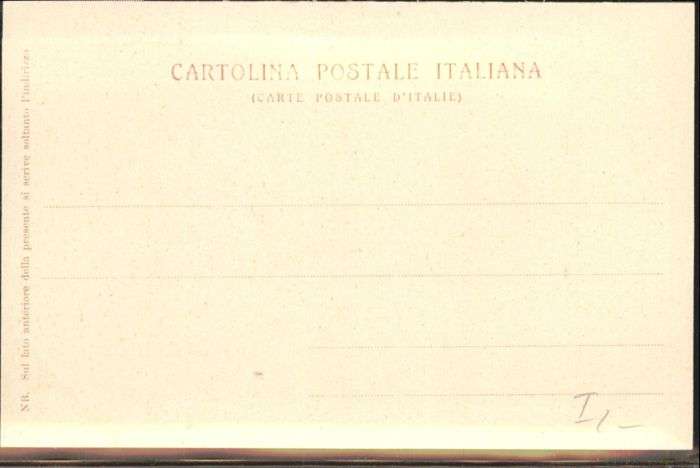 CARTOLINA POSTALE ITALIANA
(CARTE POSTALE D'ITALIE)
NB. Sul lato anteriore della presente si scrive soltanto l'indirizzo
I,–